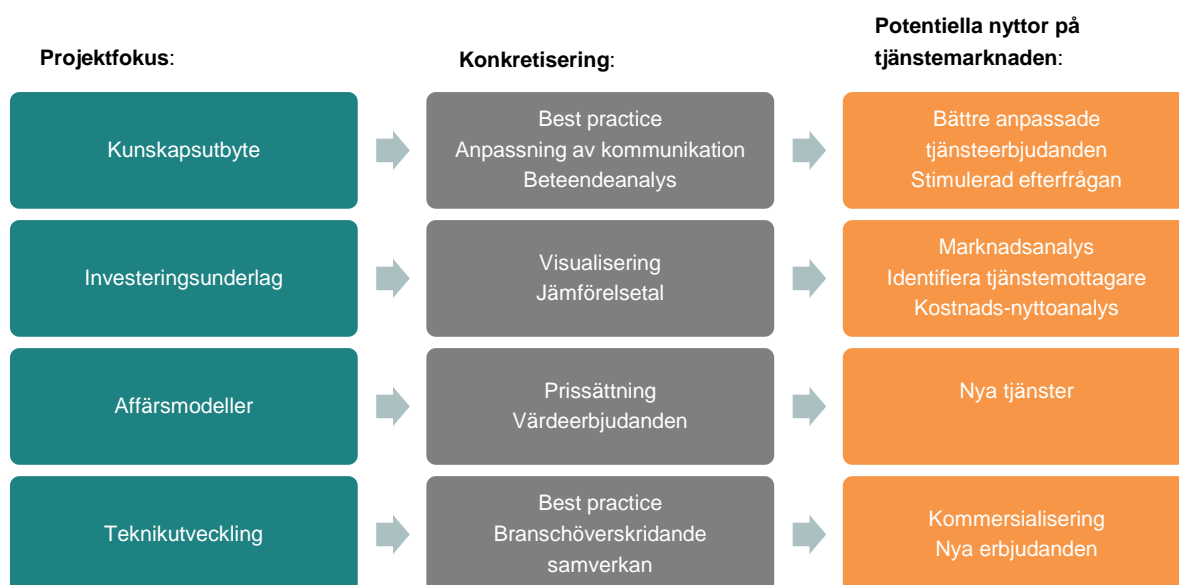 Projektfokus:
Konkretisering:
Potentiella nyttor på
tjänstemarknaden:
Kunskapsutbyte
Best practice
Anpassning av kommunikation
Beteendeanalys
Bättre anpassade
tjänsteerbjudanden
Stimulerad efterfrågan
Investeringsunderlag
Visualisering
Jämförelsetal
Marknadsanalys
Identifiera tjänstemottagare
Kostnads-nyttoanalys
Affärsmodeller
Prissättning
Värdeerbjudanden
Nya tjänster
Teknikutveckling
Best practice
Branschöverskridande
samverkan
Kommersialisering
Nya erbjudanden